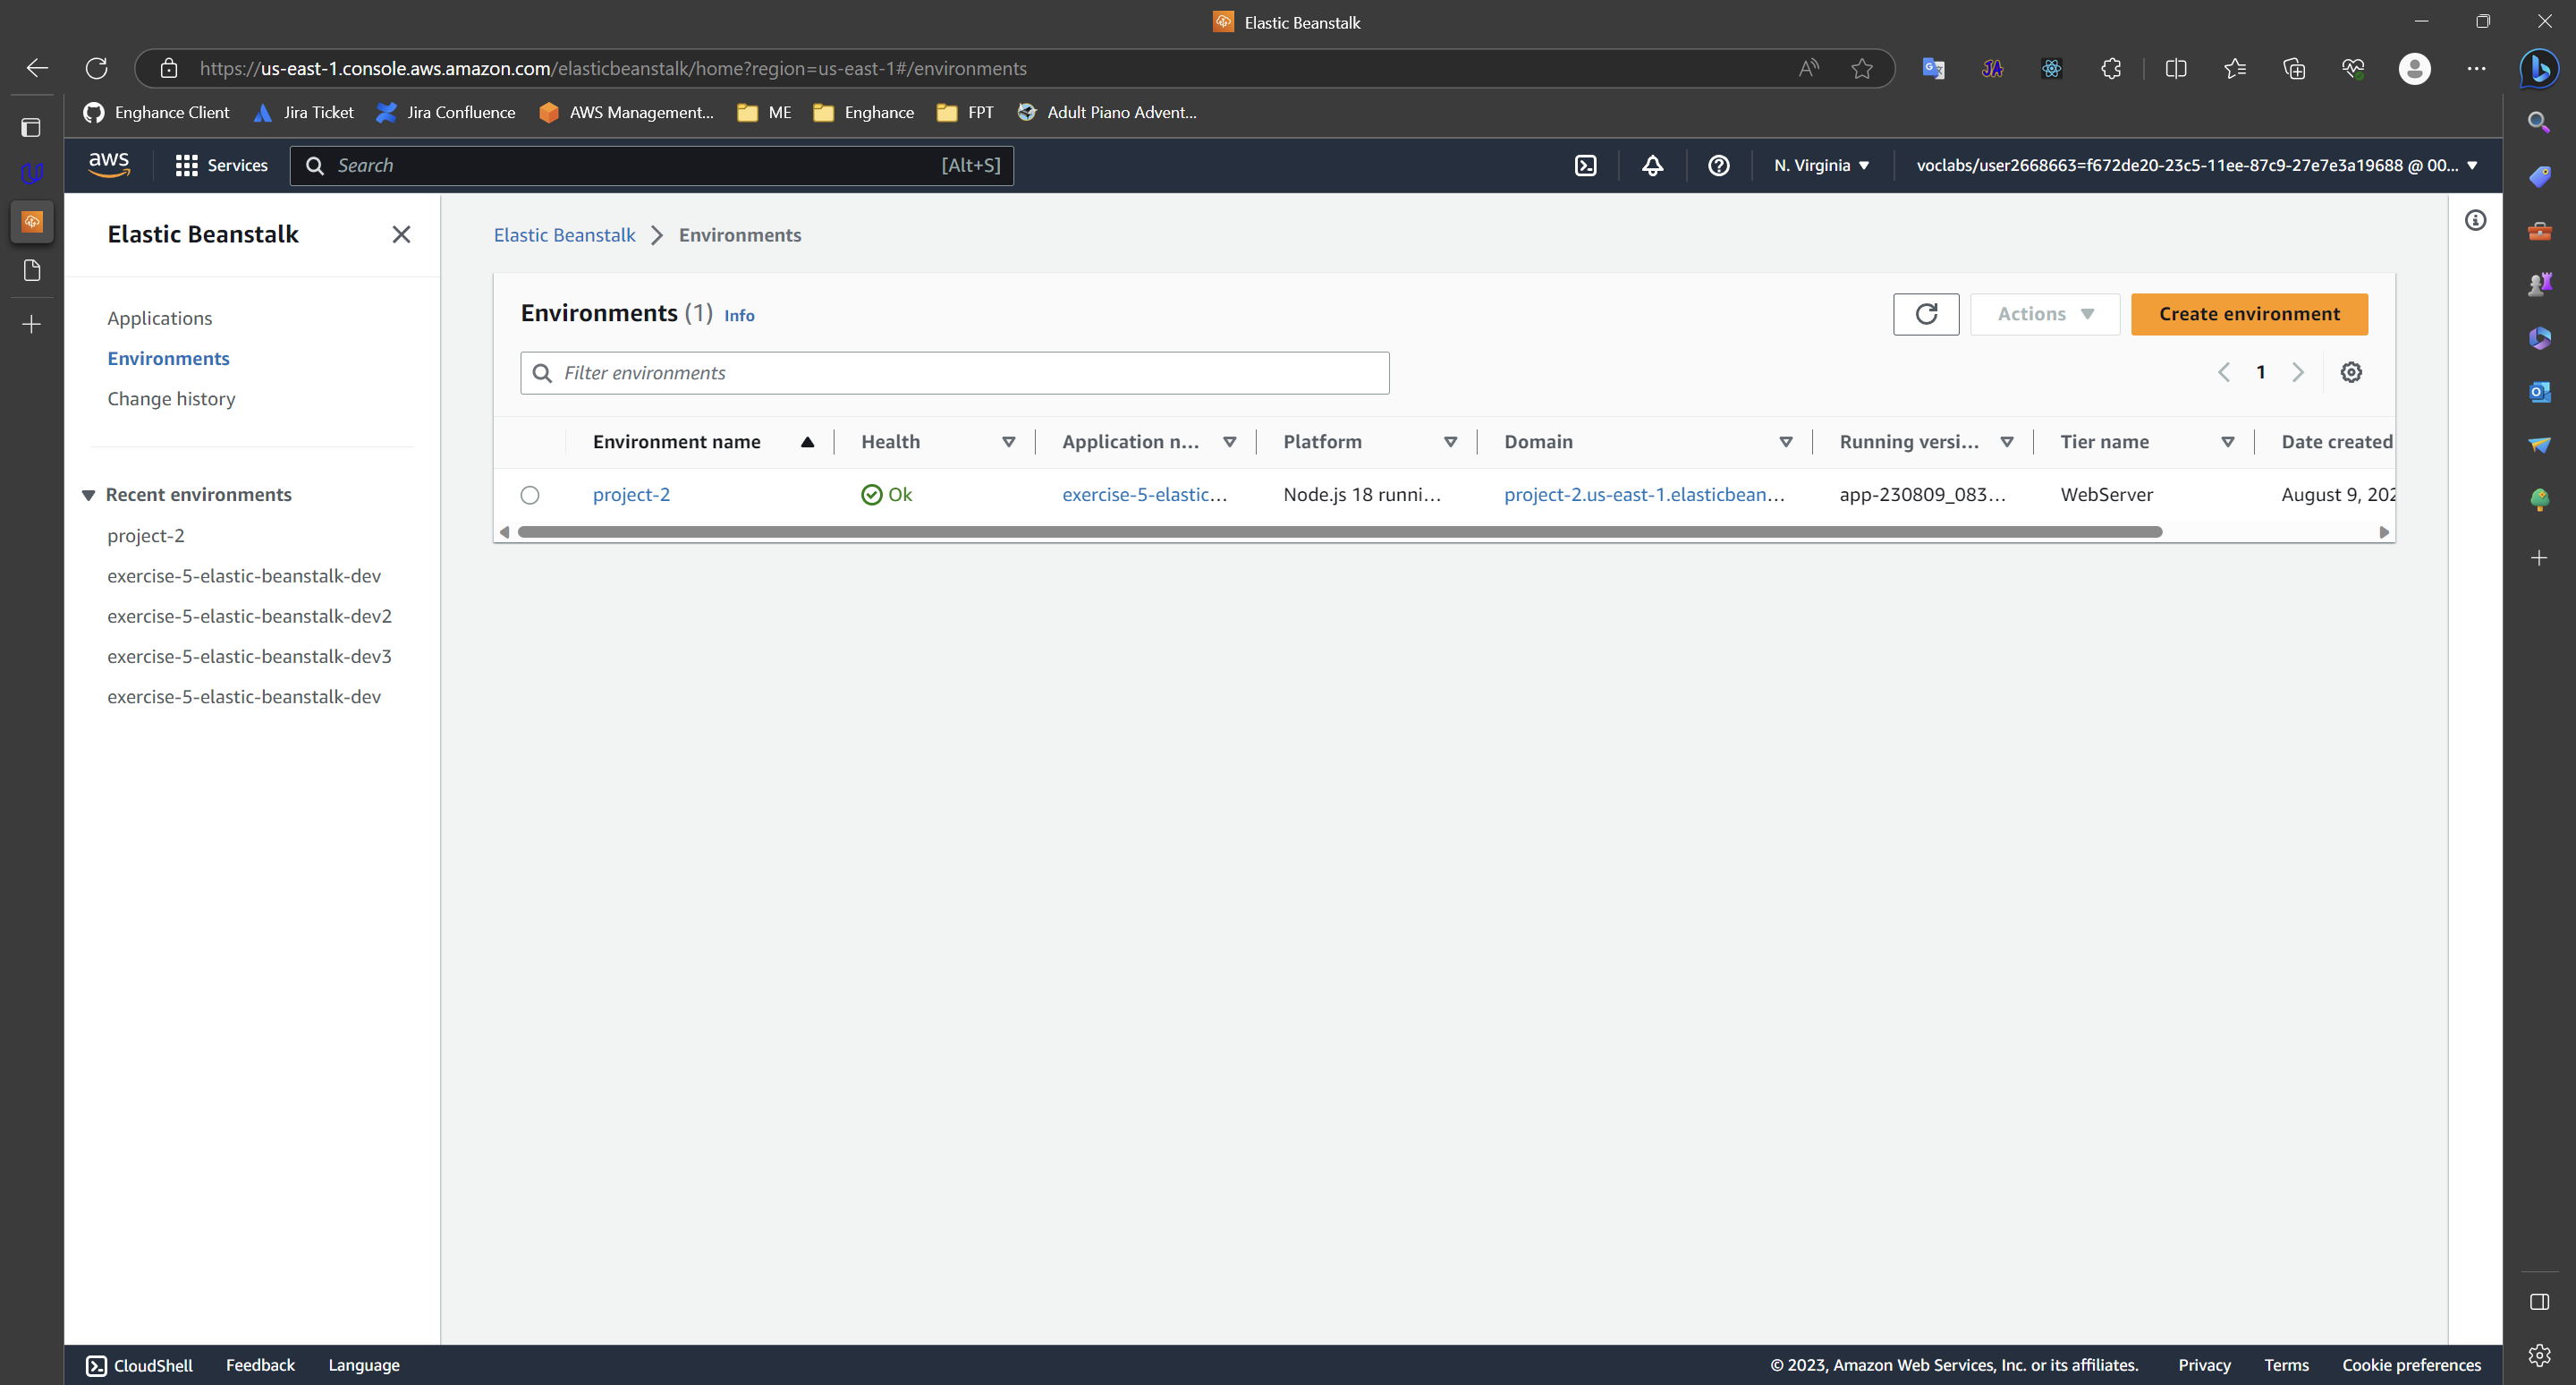 Elastic Beanstalk
https://us-east-1.console.aws.amazon.com/elasticbeanstalk/home?region=us-east-1#/environments
Enghance Client Jira Ticket Jira Confluence AWS Management... ME Enghance FPT Adult Piano Advent...
aws Services Search [Alt+S] N. Virginia voclabs/user2668663=f672de20-23c5-11ee-87c9-27e7e3a19688 @ 00...
Elastic Beanstalk
Applications
Environments
Change history
Recent environments
project-2
exercise-5-elastic-beanstalk-dev
exercise-5-elastic-beanstalk-dev2
exercise-5-elastic-beanstalk-dev3
exercise-5-elastic-beanstalk-dev
Elastic Beanstalk Environments
Environments (1) Info Actions Create environment
Filter environments 1
Environment name Health Application n... Platform Domain Running versi... Tier name Date created
project-2 Ok exercise-5-elastic... Node.js 18 runni... project-2.us-east-1.elasticbean... app-230809_083... WebServer August 9, 202
CloudShell Feedback Language © 2023, Amazon Web Services, Inc. or its affiliates. Privacy Terms Cookie preferences